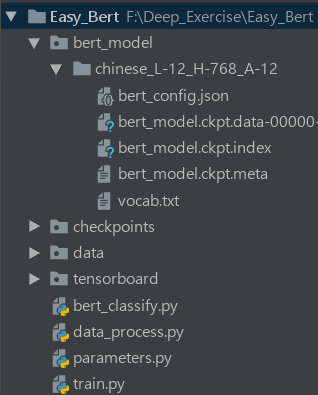 Easy_Bert F:\Deep_Exercise\Easy_Bert
bert_model
chinese_L-12_H-768_A-12
bert_config.json
bert_model.ckpt.data-00000-
bert_model.ckpt.index
bert_model.ckpt.meta
vocab.txt
checkpoints
data
tensorboard
bert_classify.py
data_process.py
parameters.py
train.py